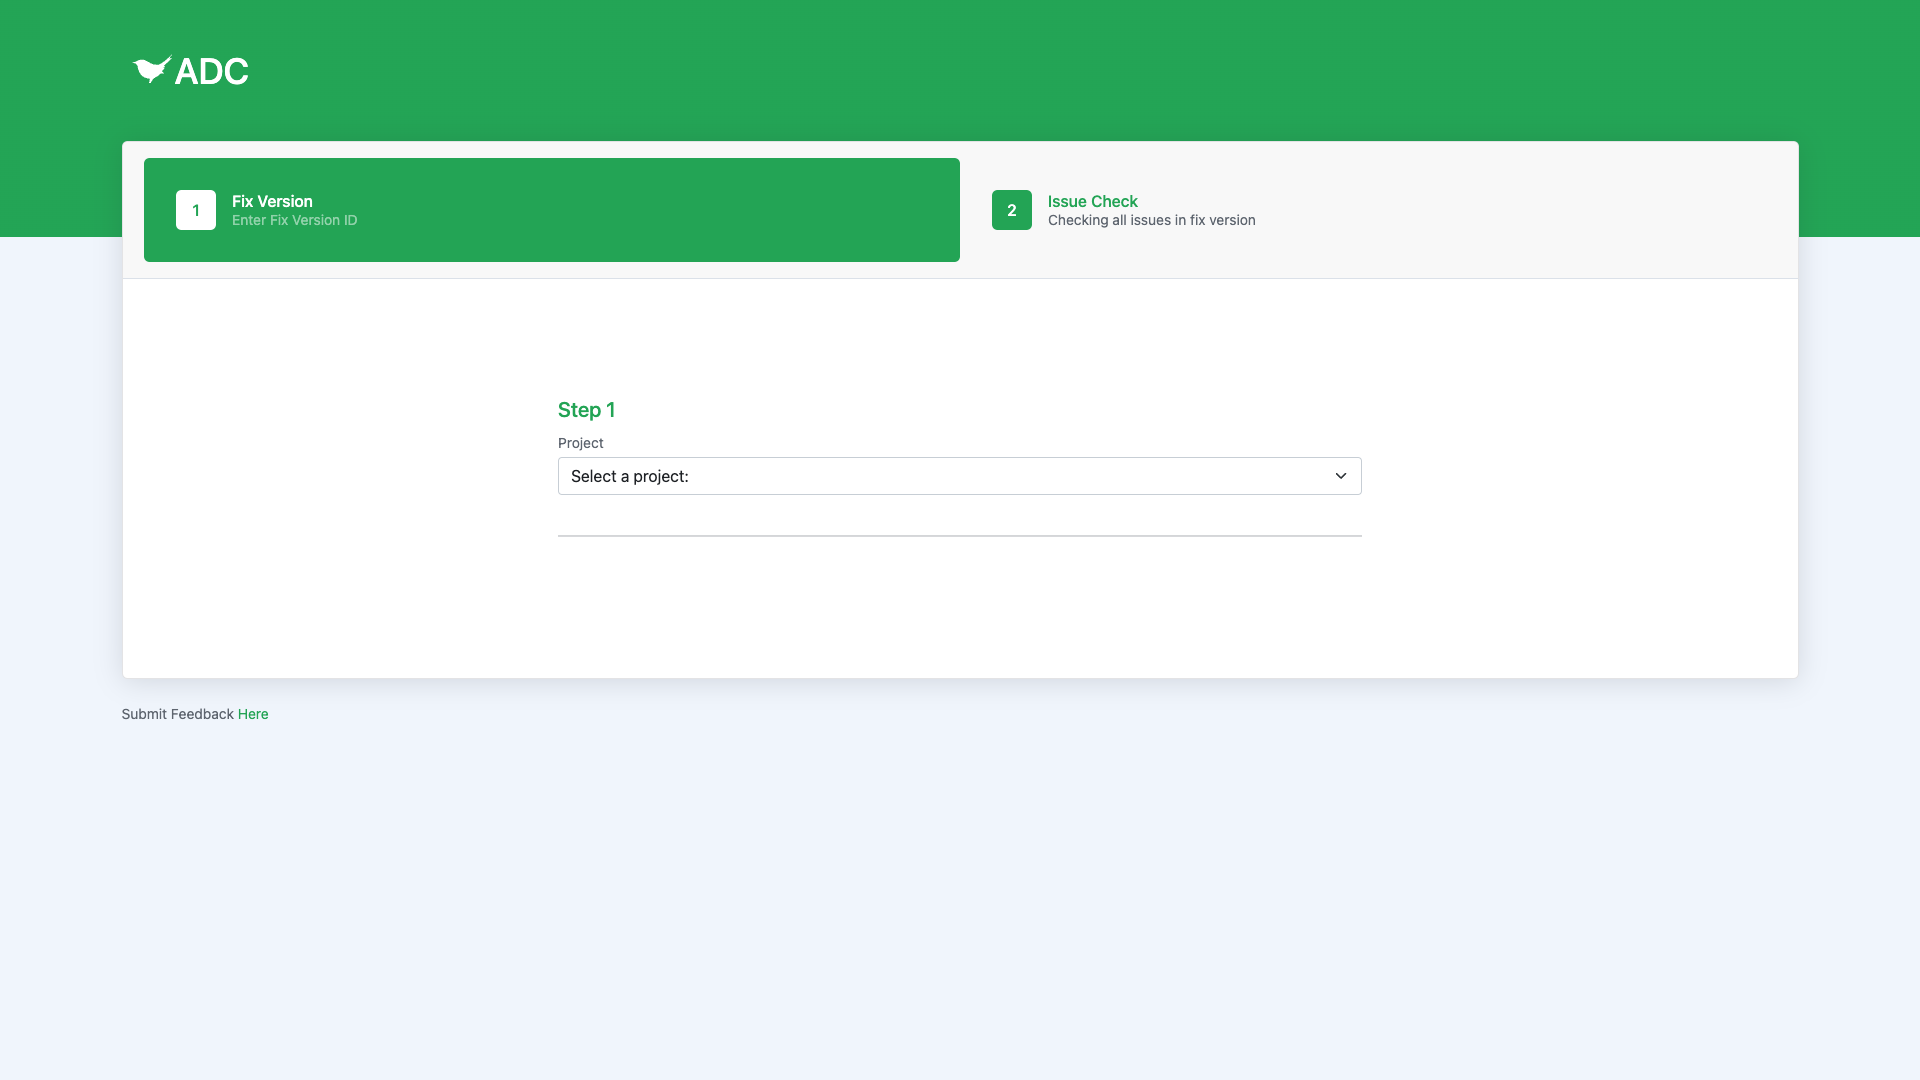 ADC
1
Fix Version
Enter Fix Version ID
2
Issue Check
Checking all issues in fix version
Step 1
Project
Select a project:
Submit Feedback Here